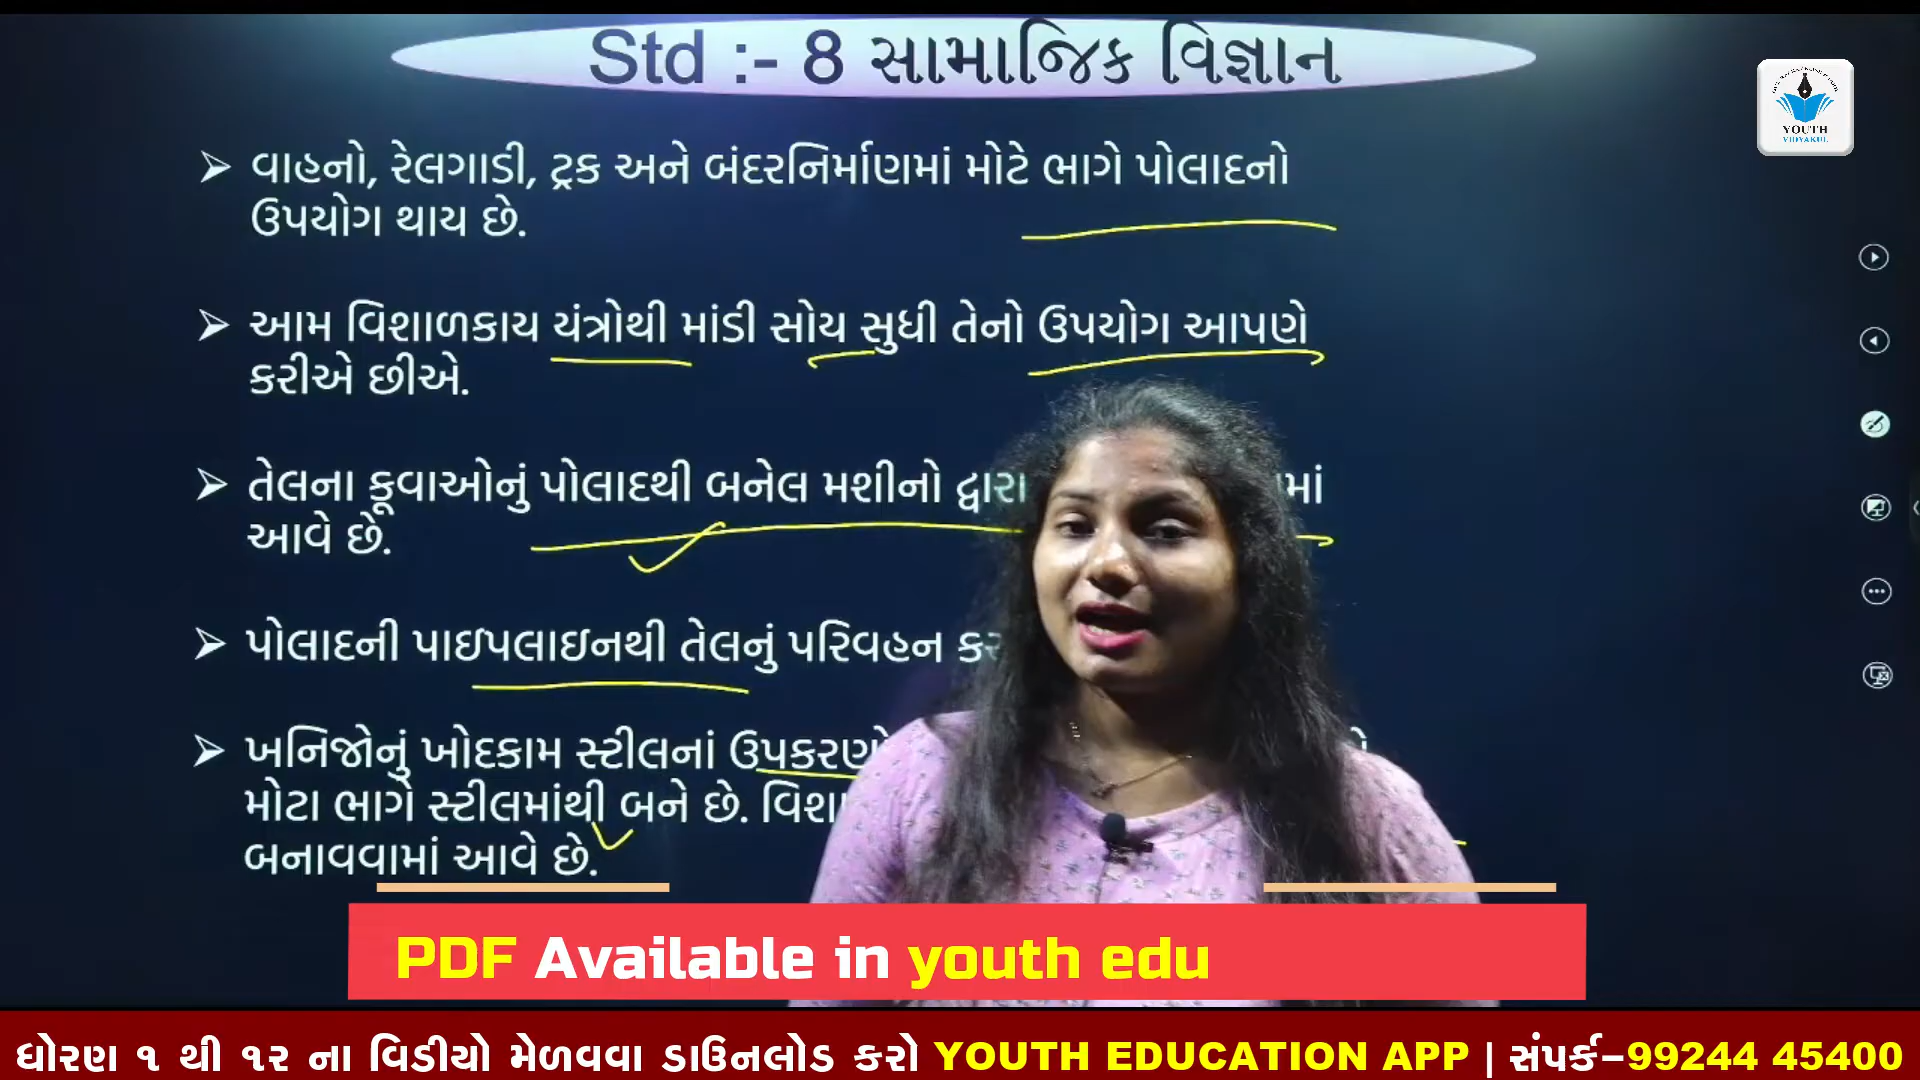 Std :- 8 સામાજિક વિજ્ઞાન
YOUTH
VIDYAKUL
➢ વાહનો, રેલગાડી, ટ્રક અને બંદરનિર્માણમાં મોટે ભાગે પોલાદનો
ઉપયોગ થાય છે.
➢ આમ વિશાળકાય યંત્રોથી માંડી સોય સુધી તેનો ઉપયોગ આપણે
કરીએ છીએ.
➢ તેલના કૂવાઓનું પોલાદથી બનેલ મશીનો દ્વારા
આવે છે.
➢ પોલાદની પાઇપલાઇનથી તેલનું પરિવહન
➢ ખનિજોનું ખોદકામ સ્ટીલનાં ઉપકરણો
મોટા ભાગે સ્ટીલમાંથી બને છે.
બનાવવામાં આવે છે.
PDF Available in youth edu
ધોરણ ૧ થી ૧૨ ના વિડીયો મેળવવા ડાઉનલોડ કરો YOUTH EDUCATION APP | સંપર્ક-99244 45400